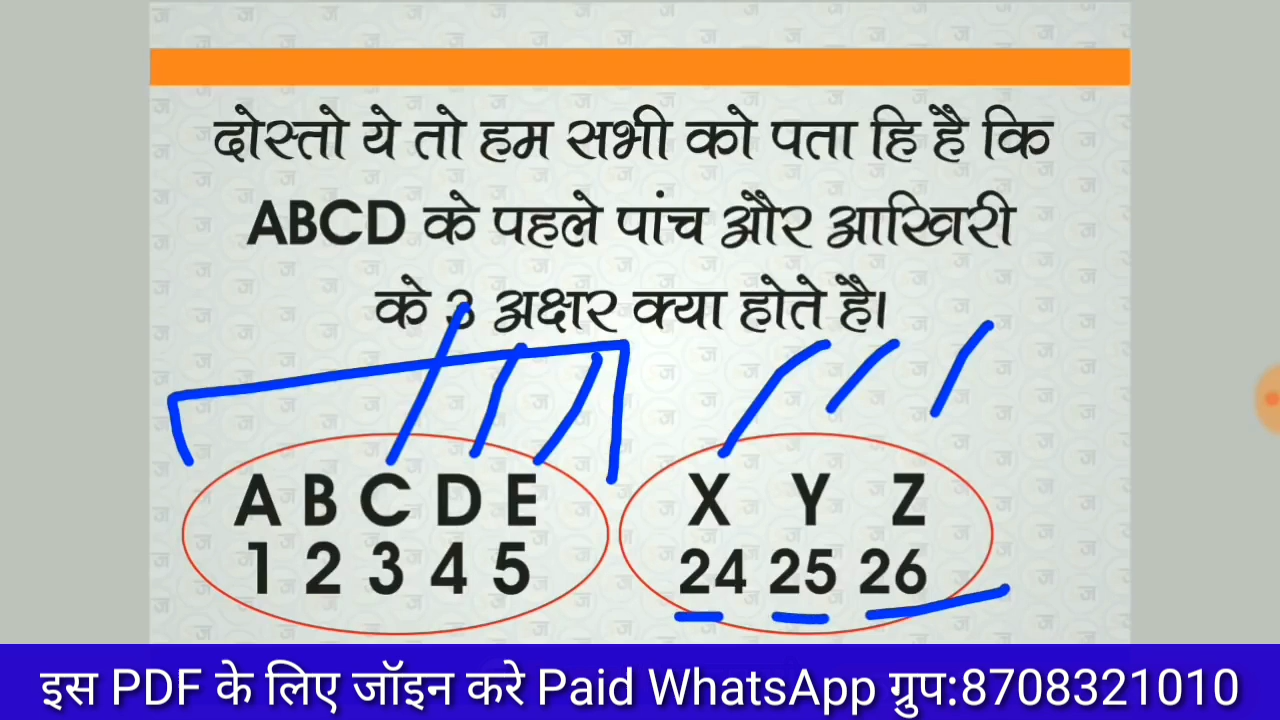 दोस्तो ये तो हम सभी को पता हि है कि
ABCD के पहले पांच और आखिरी
के 3 अक्षर क्या होते है।
A B C D E
1 2 3 4 5
X Y Z
24 25 26
इस PDF के लिए जॉइन करे Paid WhatsApp ग्रुप:8708321010